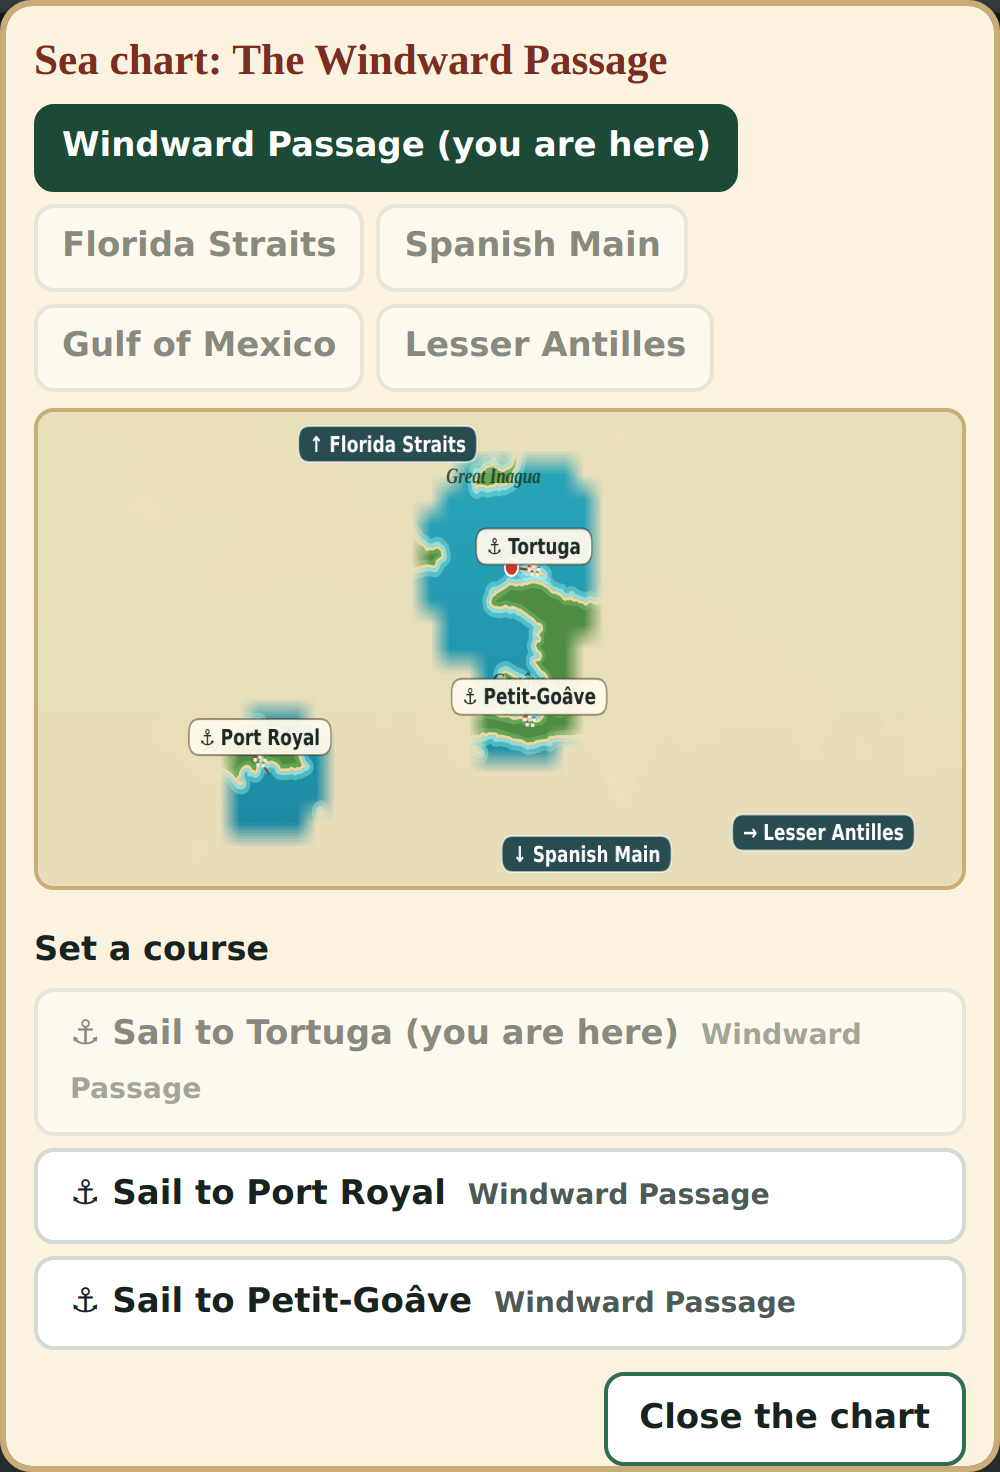 Sea chart: The Windward Passage
Windward Passage (you are here)
Florida Straits
Spanish Main
Gulf of Mexico
Lesser Antilles
↑ Florida Straits
Great Inagua
⚓ Tortuga
⚓ Petit-Goâve
⚓ Port Royal
→ Lesser Antilles
↓ Spanish Main
Set a course
⚓ Sail to Tortuga (you are here) Windward
Passage
⚓ Sail to Port Royal Windward Passage
⚓ Sail to Petit-Goâve Windward Passage
Close the chart